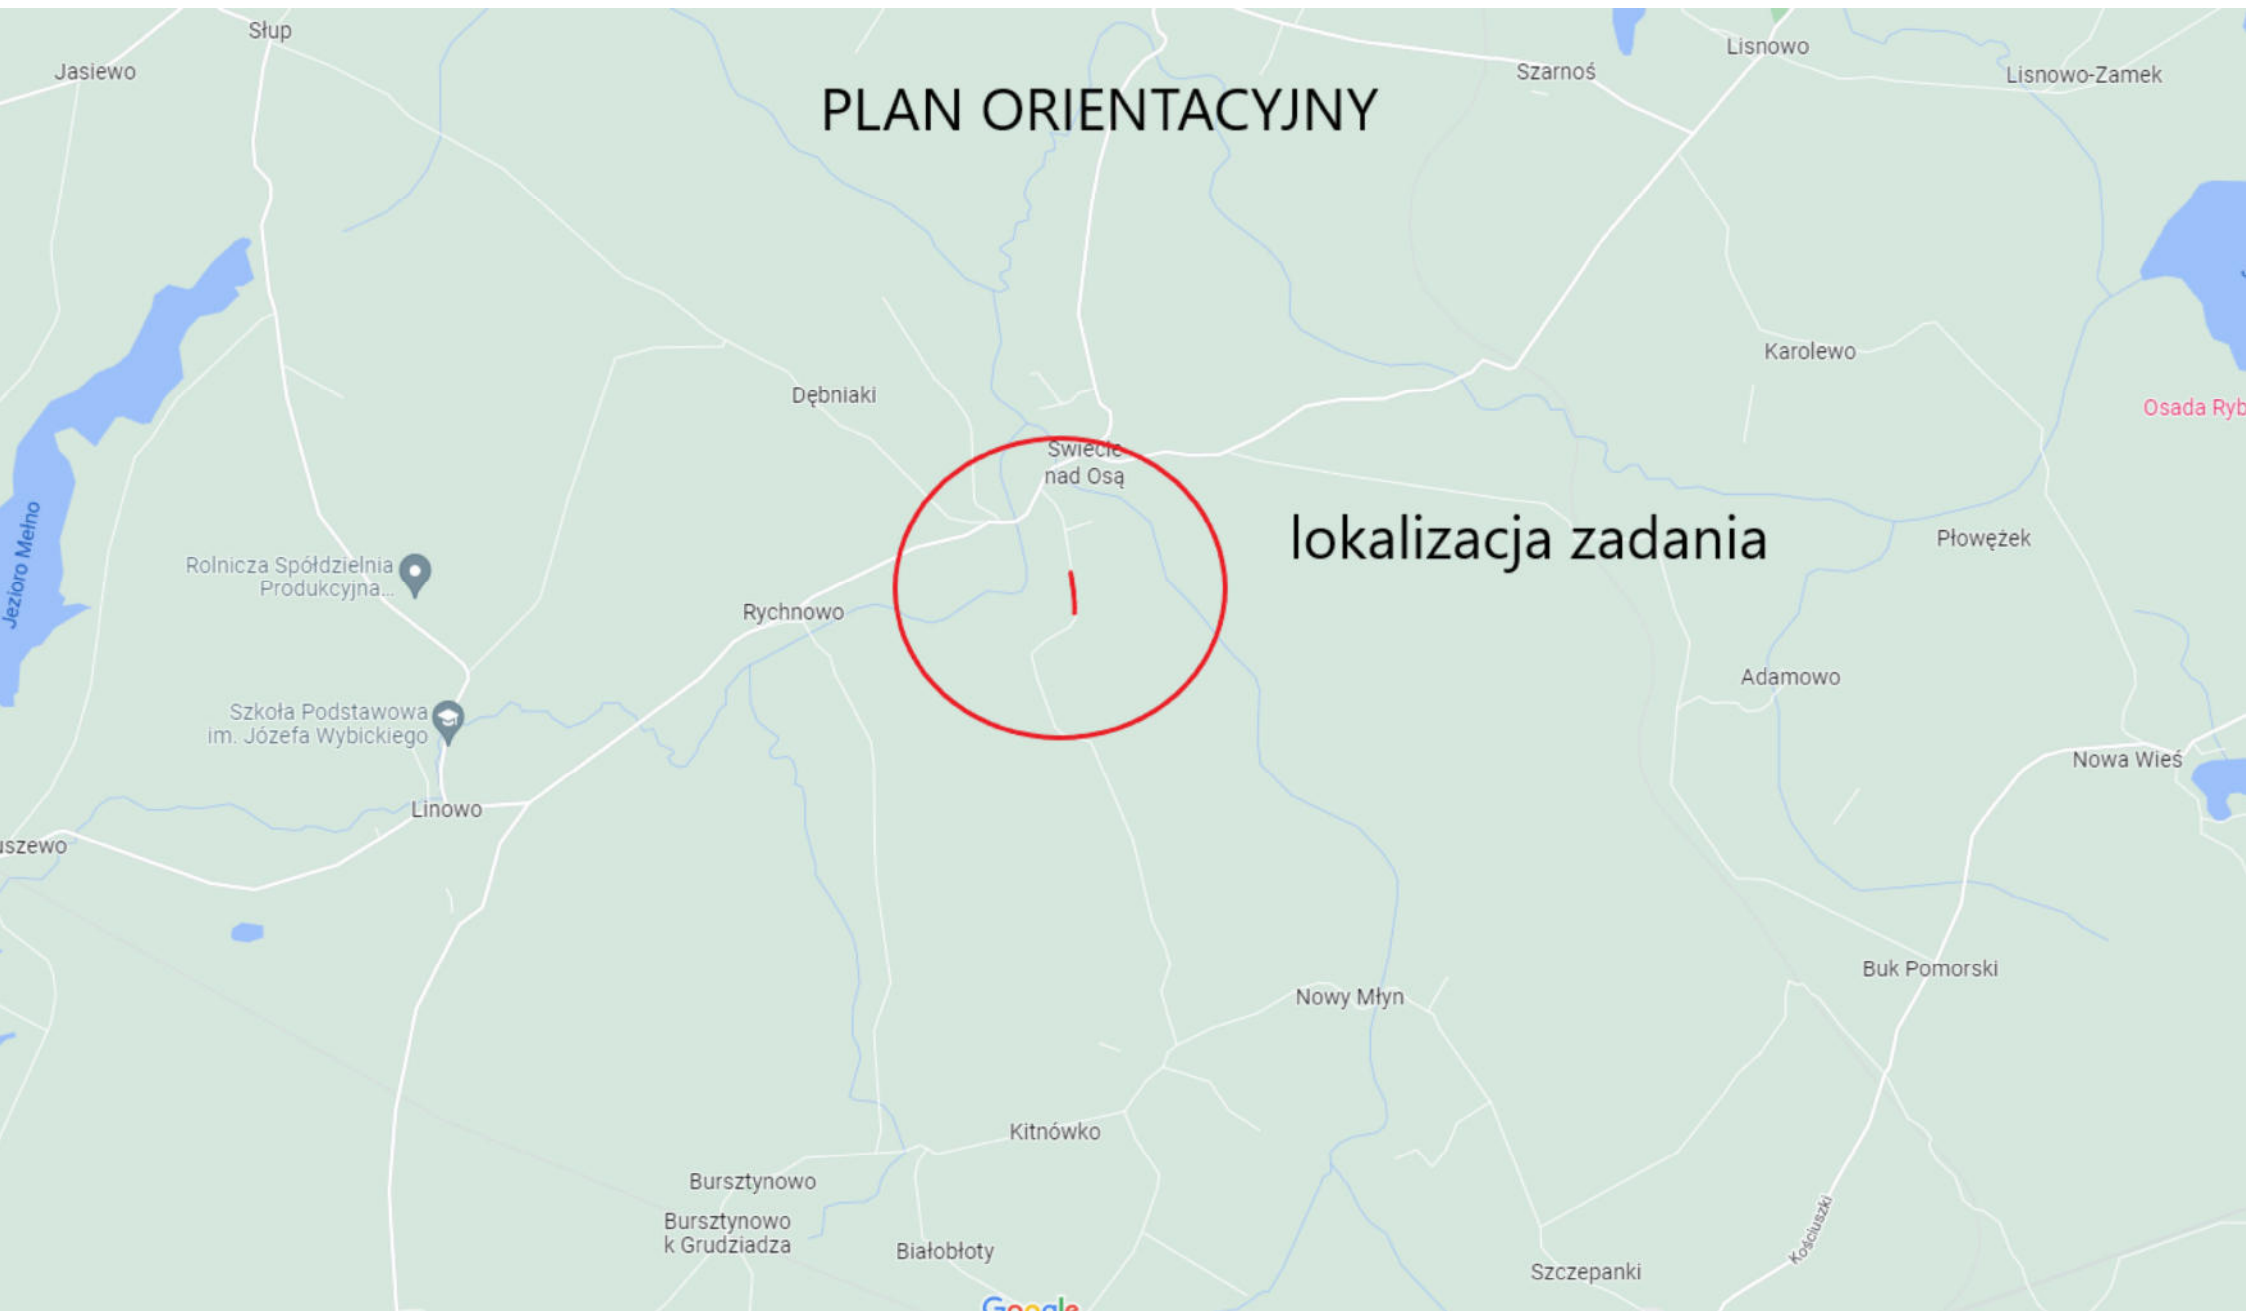 Słup
Lisnowo
Jasiewo
Szarnoś
Lisnowo-Zamek
PLAN ORIENTACYJNY
Karolewo
Dębniaki
Osada Ryb
Świecie
nad Osą
lokalizacja zadania
Płowężek
Jezioro Mełno
Rolnicza Spółdzielnia
Produkcyjna...
Rychnowo
Adamowo
Szkoła Podstawowa
im. Józefa Wybickiego
Nowa Wieś
Linowo
uszewo
Buk Pomorski
Nowy Młyn
Kitnówko
Bursztynowo
Bursztynowo
k Grudziadza
Białobłoty
Kościuszki
Szczepanki
Google